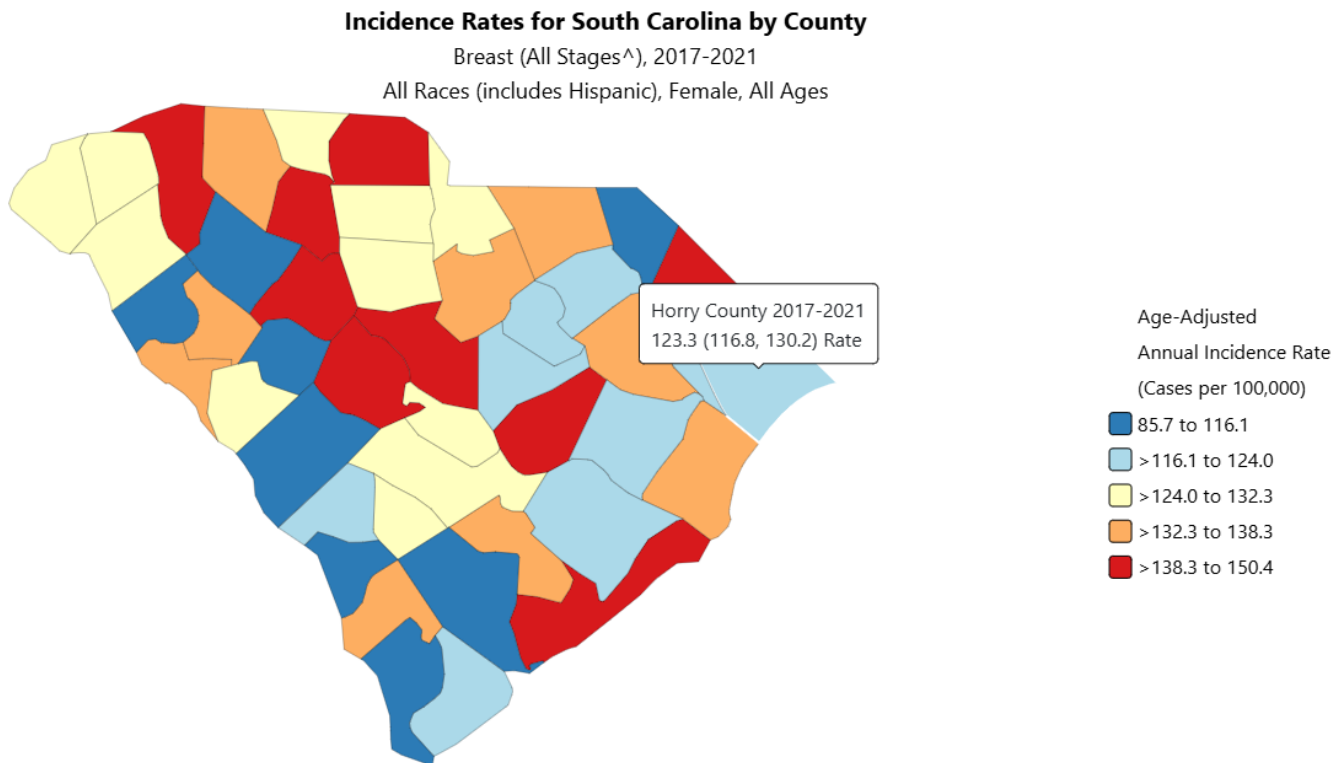 Incidence Rates for South Carolina by County
Breast (All Stages^), 2017-2021
All Races (includes Hispanic), Female, All Ages
Horry County 2017-2021
123.3 (116.8, 130.2) Rate
Age-Adjusted
Annual Incidence Rate
(Cases per 100,000)
85.7 to 116.1
>116.1 to 124.0
>124.0 to 132.3
>132.3 to 138.3
>138.3 to 150.4